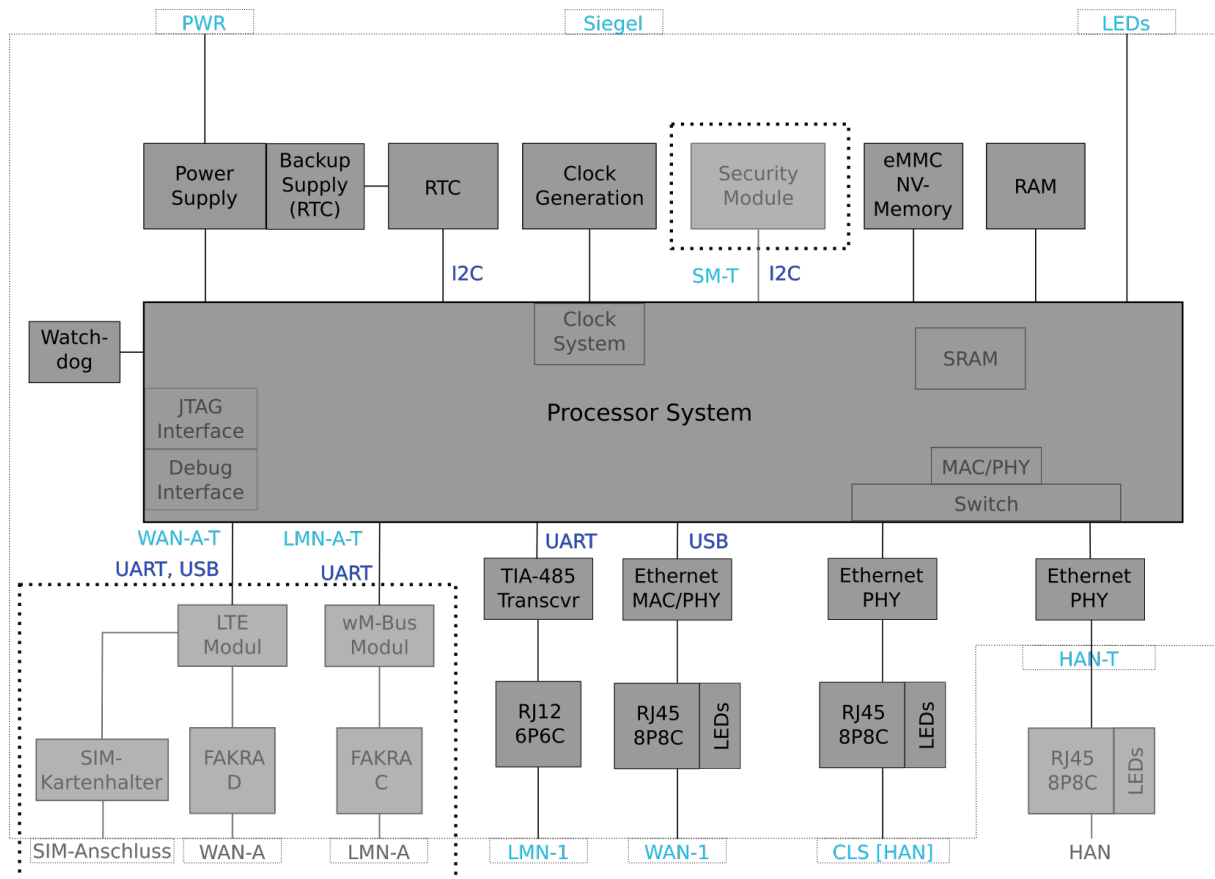 PWR
Siegel
LEDs
Power
Supply
Backup
Supply
(RTC)
RTC
Clock
Generation
Security
Module
eMMC
NV-
Memory
RAM
I2C
SM-T
I2C
Watch-
dog
Clock
System
SRAM
JTAG
Interface
Processor System
Debug
Interface
MAC/PHY
Switch
WAN-A-T
LMN-A-T
UART
USB
UART, USB
UART
TIA-485
Transcvr
Ethernet
MAC/PHY
Ethernet
PHY
Ethernet
PHY
LTE
Modul
wM-Bus
Modul
HAN-T
RJ12
6P6C
RJ45
8P8C
LEDs
RJ45
8P8C
LEDs
SIM-
Kartenhalter
FAKRA
D
FAKRA
C
RJ45
8P8C
LEDs
SIM-Anschluss
WAN-A
LMN-A
LMN-1
WAN-1
CLS [HAN]
HAN